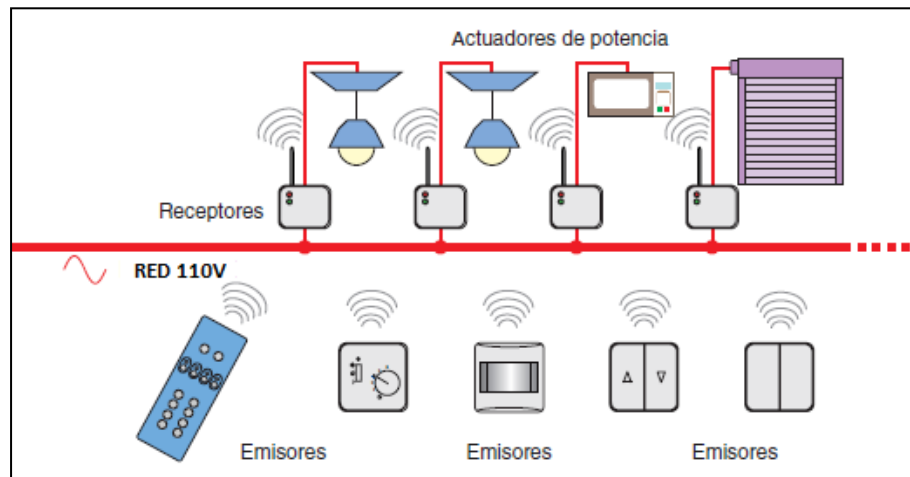 Actuadores de potencia
Receptores
RED 110V
Emisores
Emisores
Emisores